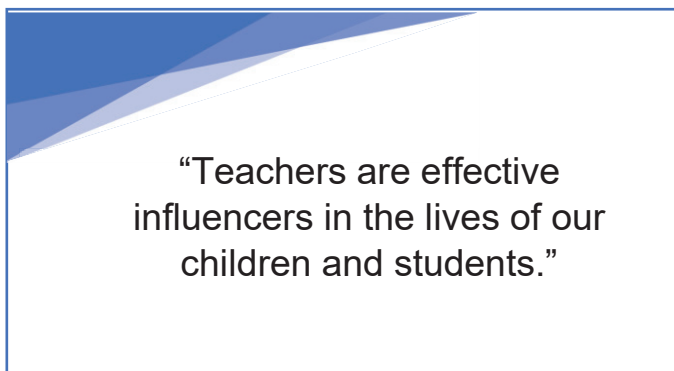 “Teachers are effective
influencers in the lives of our
children and students.”